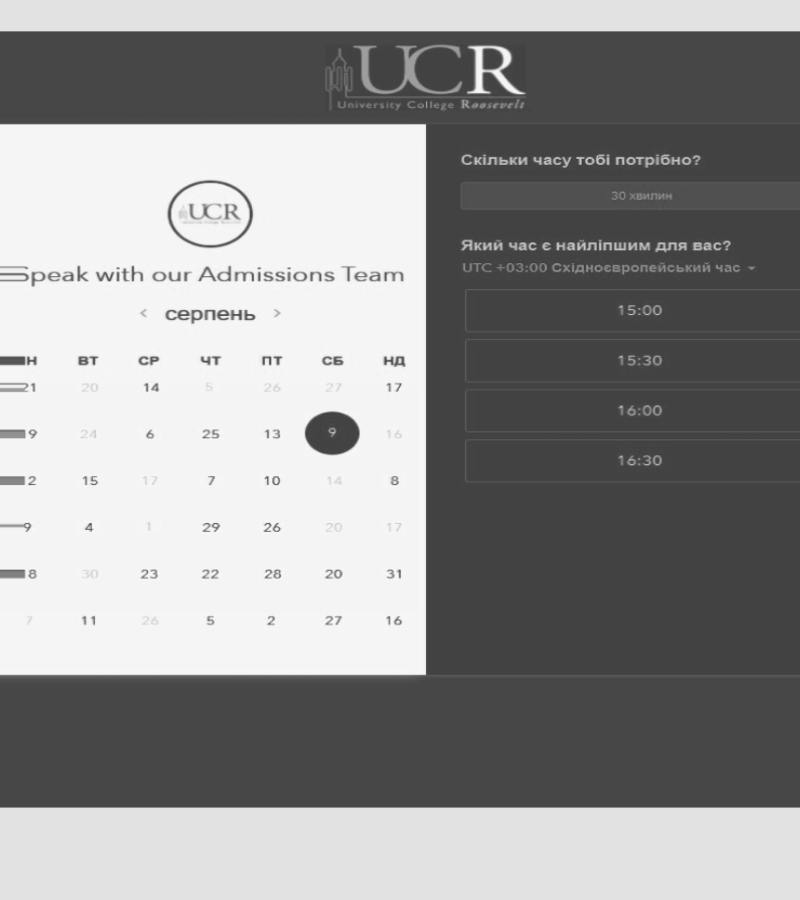 UCR
University College Roosevelt
UCR
Speak with our Admissions Team
< серпень >
Н ВТ СР ЧТ ПТ СБ НД
21 20 14 5 26 27 17
9 24 6 25 13 9 16
2 15 17 7 10 14 8
9 4 1 29 26 20 17
8 30 23 22 28 20 31
7 11 26 5 2 27 16
Скільки часу тобі потрібно?
30 хвилин
Який час є найліпшим для вас?
UTC +03:00 Східноєвропейський час
15:00
15:30
16:00
16:30